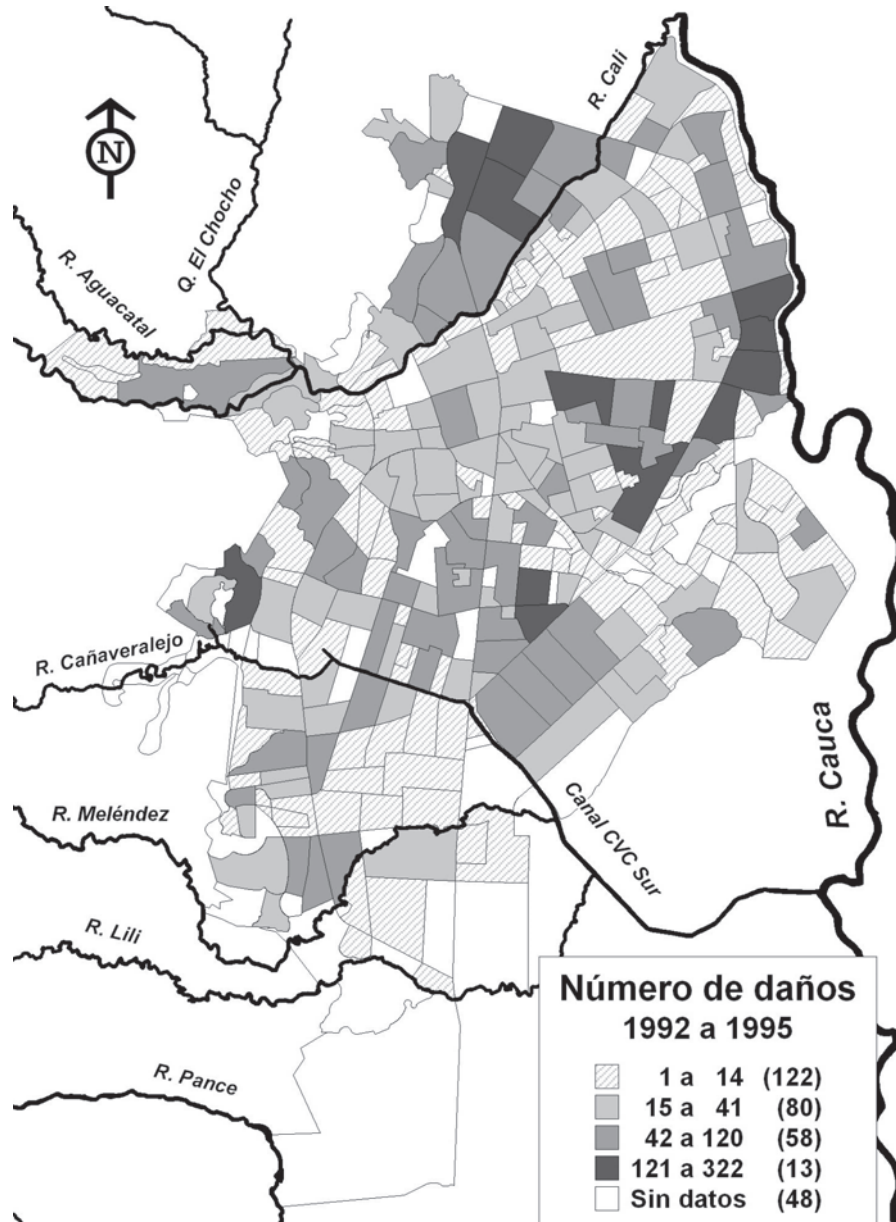 R. Cali
N
Q. El Chocho
R. Aguacatal
R. Cañaveralejo
R. Cauca
R. Meléndez
Canal CVC Sur
R. Lili
R. Pance
Número de daños
1992 a 1995
1 a 14 (122)
15 a 41 (80)
42 a 120 (58)
121 a 322 (13)
Sin datos (48)